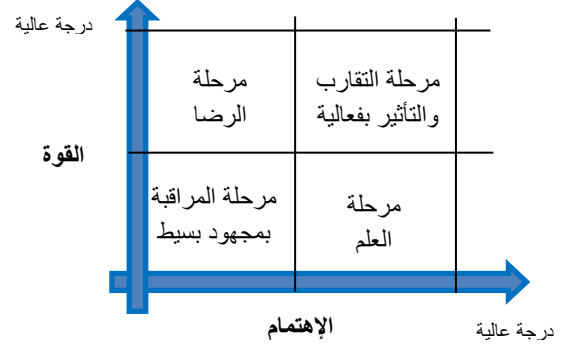 درجة عالية
مرحلة التقارب
والتأثير بفعالية
مرحلة
الرضا
القوة
مرحلة
العلم
مرحلة المراقبة
بمجهود بسيط
الإهتمام
درجة عالية